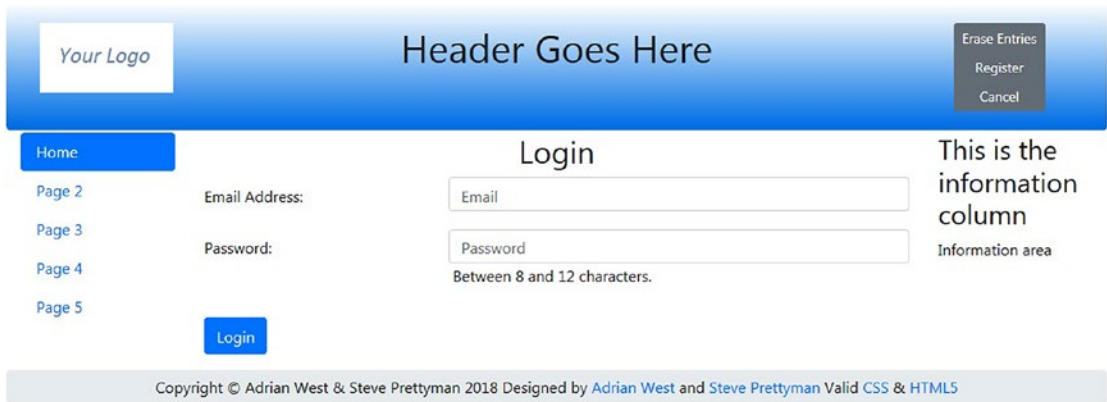 Your Logo
Header Goes Here
Erase Entries
Register
Cancel
Home
Page 2
Page 3
Page 4
Page 5
Login
Email Address:
Email
Password:
Password
Between 8 and 12 characters.
Login
This is the
information
column
Information area
Copyright © Adrian West & Steve Prettyman 2018 Designed by Adrian West and Steve Prettyman Valid CSS & HTML5